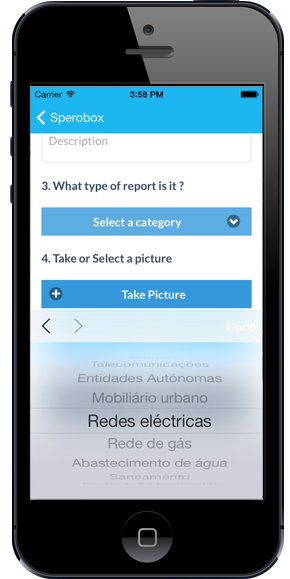 Carrier 3:58 PM
Sperobox
Description
3. What type of report is it ?
Select a category
4. Take or Select a picture
Take Picture
Done
Telecomunicações
Entidades Autónomas
Mobiliário urbano
Redes eléctricas
Rede de gás
Abastecimento de água
Saneamento